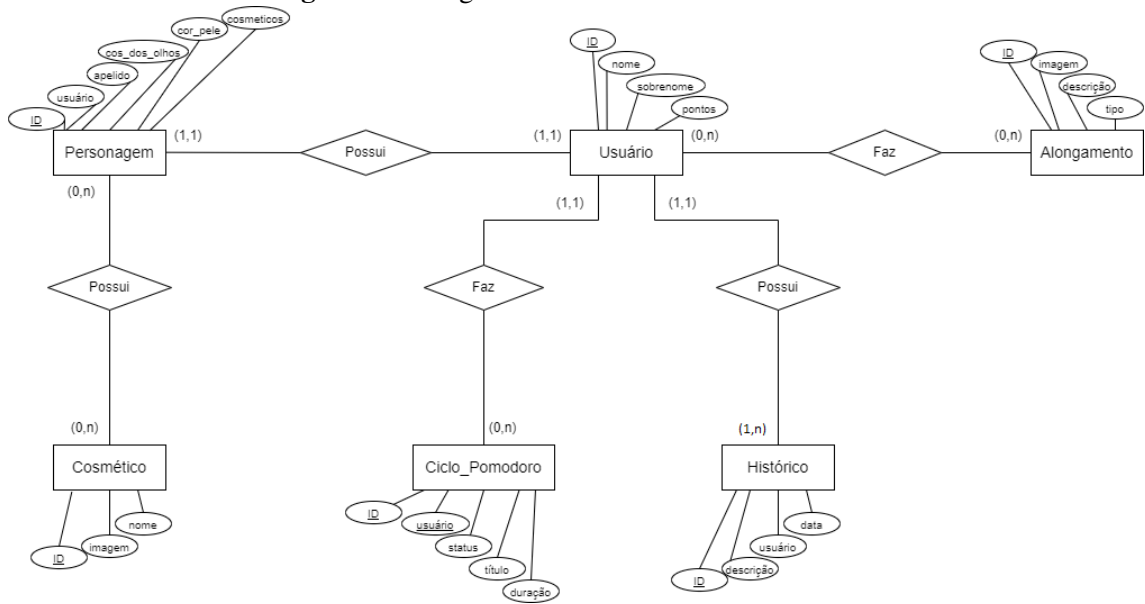 cosmeticos
cor_pele
cos_dos_olhos
apelido
usuário
ID
ID
nome
sobrenome
pontos
ID
imagem
descrição
tipo
(1,1)
(1,1)
(0,n)
(0,n)
Personagem
Possui
Usuário
Faz
Alongamento
(0,n)
(1,1)
(1,1)
Possui
Faz
Possui
(0,n)
(0,n)
(1,n)
Cosmético
Ciclo_Pomodoro
Histórico
ID
imagem
nome
ID
usuário
status
título
duração
ID
descrição
usuário
data